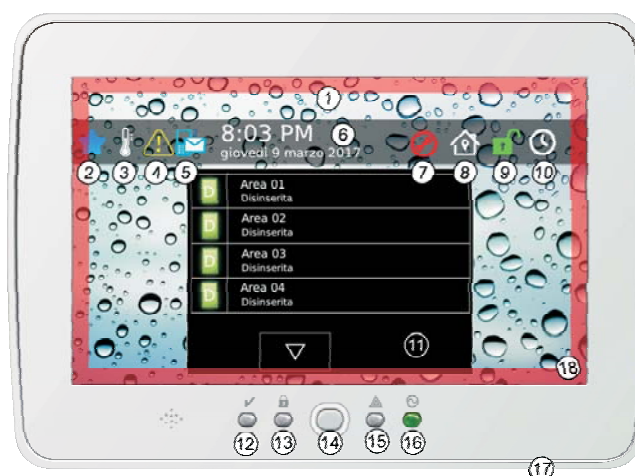 1
8:03 PM 6
giovedì 9 marzo 2017
2 3 4 5 7 8 9 10
D Area 01
Disinserita
D Area 02
Disinserita
D Area 03
Disinserita
D Area 04
Disinserita
11
18
12 13 14 15 16
17